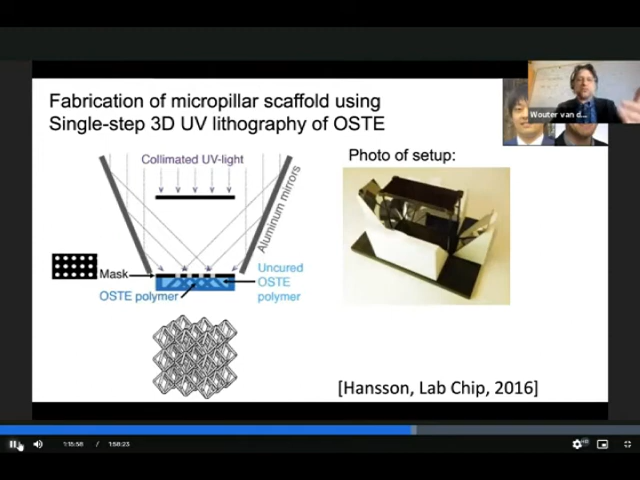 Fabrication of micropillar scaffold using
Single-step 3D UV lithography of OSTE
Wouter van d...
Collimated UV-light
Photo of setup:
Aluminum mirrors
Mask
Uncured
OSTE
polymer
OSTE polymer
[Hansson, Lab Chip, 2016]
1:15:58 / 1:58:23